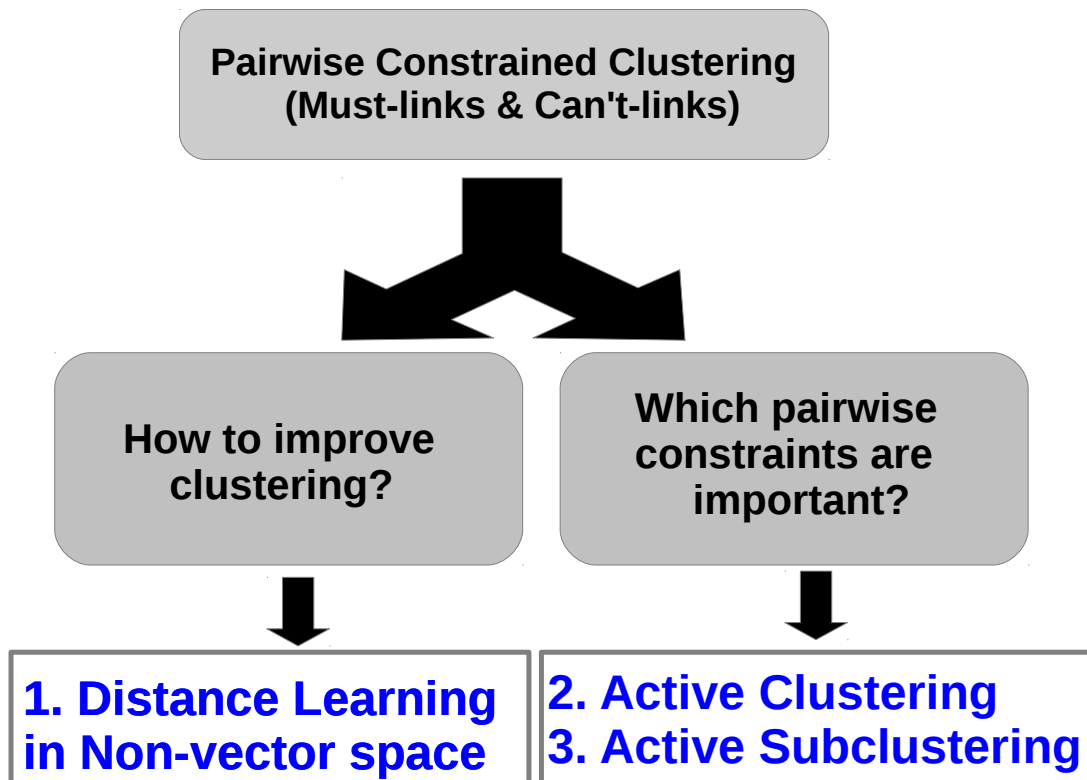 Pairwise Constrained Clustering
(Must-links & Can't-links)
How to improve
clustering?
Which pairwise
constraints are
important?
1. Distance Learning
in Non-vector space
2. Active Clustering
3. Active Subclustering